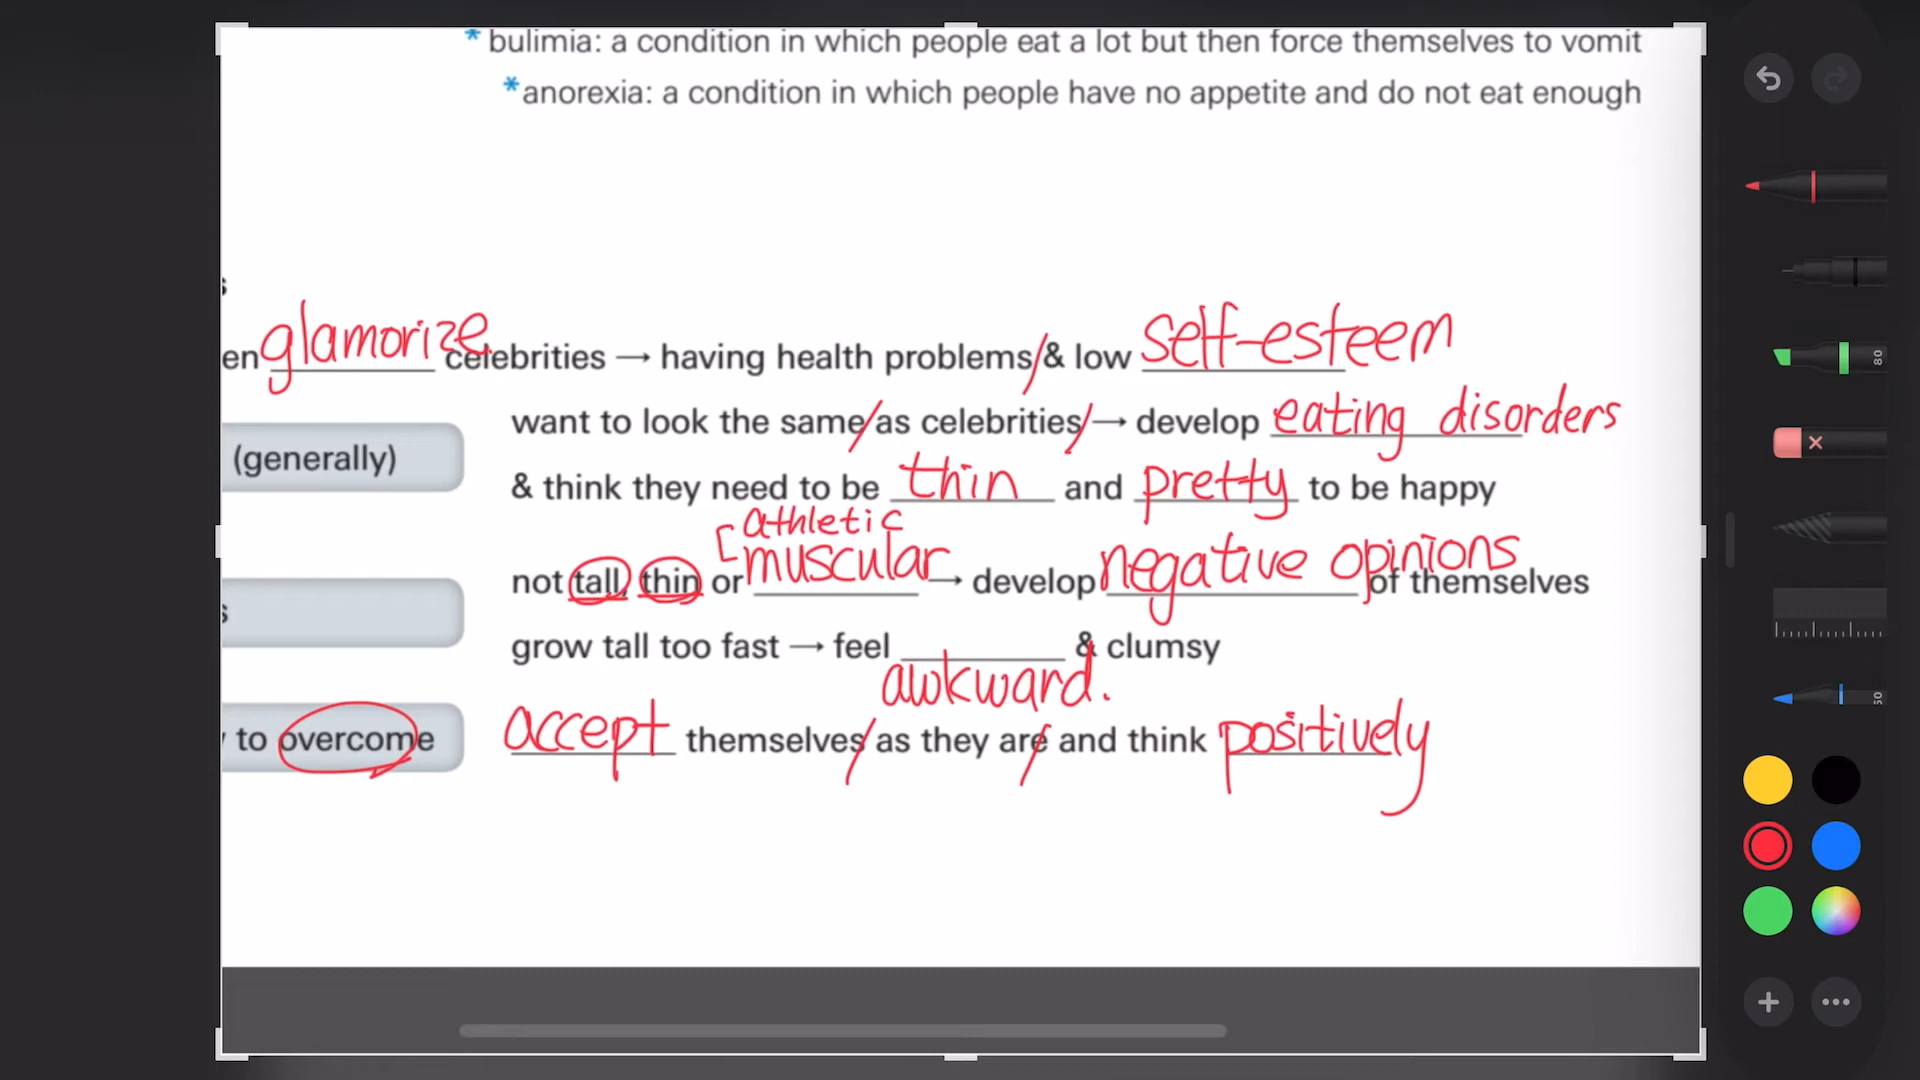 * bulimia: a condition in which people eat a lot but then force themselves to vomit
* anorexia: a condition in which people have no appetite and do not eat enough
s
en glamorize celebrities → having health problems / & low self-esteem
want to look the same / as celebrities / → develop eating disorders
(generally)
& think they need to be thin and pretty to be happy
athletic
not tall, thin or muscular → develop negative opinions of themselves
s
grow tall too fast → feel awkward. & clumsy
to overcome
accept themselves / as they are / and think positively
80
50